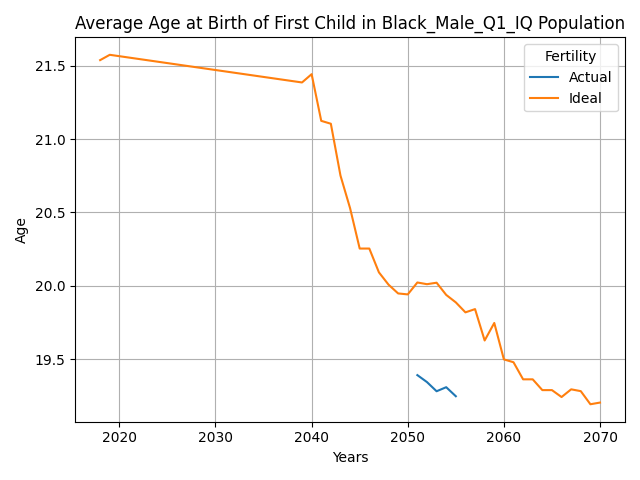 Average Age at Birth of First Child in Black_Male_Q1_IQ Population
Fertility
Actual
Ideal
Age
21.5
21.0
20.5
20.0
19.5
2020 2030 2040 2050 2060 2070
Years